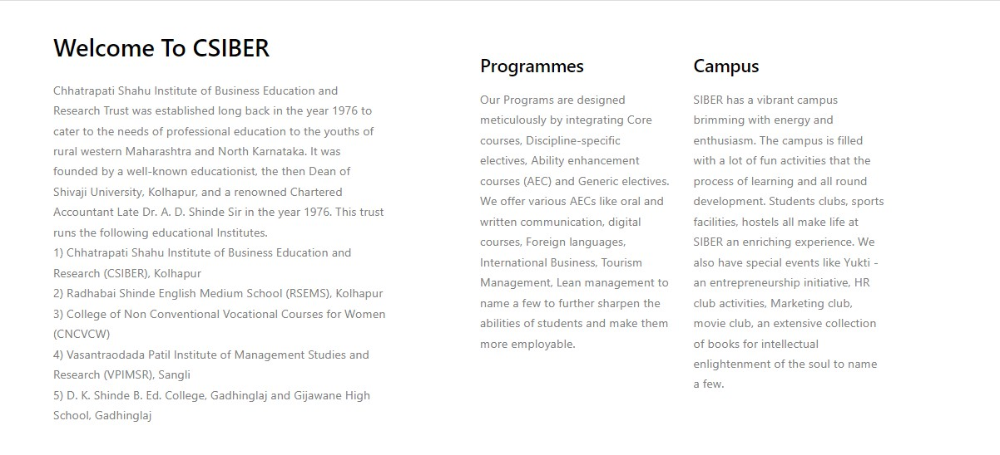 Welcome To CSIBER
Chhatrapati Shahu Institute of Business Education and
Research Trust was established long back in the year 1976 to
cater to the needs of professional education to the youths of
rural western Maharashtra and North Karnataka. It was
founded by a well-known educationist, the then Dean of
Shivaji University, Kolhapur, and a renowned Chartered
Accountant Late Dr. A. D. Shinde Sir in the year 1976. This trust
runs the following educational Institutes.
1) Chhatrapati Shahu Institute of Business Education and
Research (CSIBER), Kolhapur
2) Radhabai Shinde English Medium School (RSEMS), Kolhapur
3) College of Non Conventional Vocational Courses for Women
(CNCVCW)
4) Vasantraodada Patil Institute of Management Studies and
Research (VPIMSR), Sangli
5) D. K. Shinde B. Ed. College, Gadhinglaj and Gijawane High
School, Gadhinglaj
Programmes
Our Programs are designed
meticulously by integrating Core
courses, Discipline-specific
electives, Ability enhancement
courses (AEC) and Generic electives.
We offer various AECs like oral and
written communication, digital
courses, Foreign languages,
International Business, Tourism
Management, Lean management to
name a few to further sharpen the
abilities of students and make them
more employable.
Campus
SIBER has a vibrant campus
brimming with energy and
enthusiasm. The campus is filled
with a lot of fun activities that the
process of learning and all round
development. Students clubs, sports
facilities, hostels all make life at
SIBER an enriching experience. We
also have special events like Yukti -
an entrepreneurship initiative, HR
club activities, Marketing club,
movie club, an extensive collection
of books for intellectual
enlightenment of the soul to name
a few.